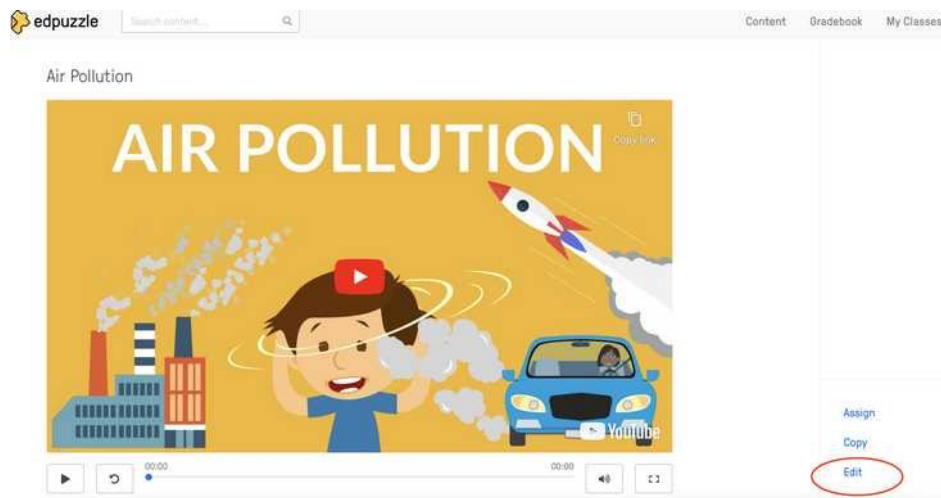 edpuzzle
Search content...
Content Gradebook My Classes
Air Pollution
AIR POLLUTION
Copy link
YouTube
00:00 00:00
Assign
Copy
Edit